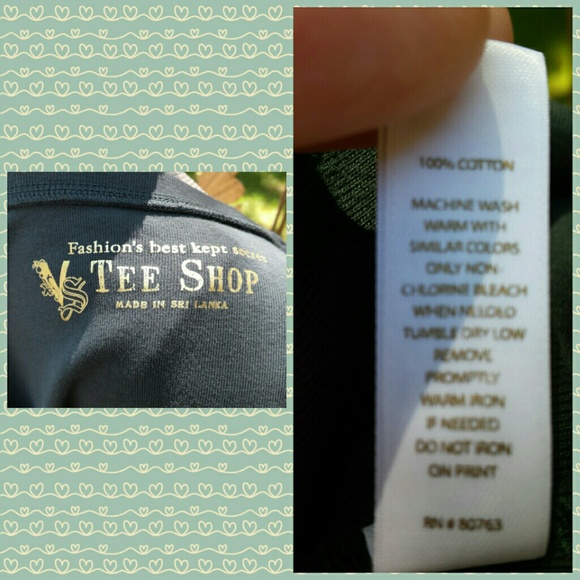 Fashion's best kept secret
VS TEE SHOP
MADE IN SRI LANKA
100% COTTON
MACHINE WASH
WARM WITH
SIMILAR COLORS
ONLY NON-
CHLORINE BLEACH
WHEN NEEDED
TUMBLE DRY LOW
REMOVE
PROMPTLY
WARM IRON
IF NEEDED
DO NOT IRON
ON PRINT
RN # 80763